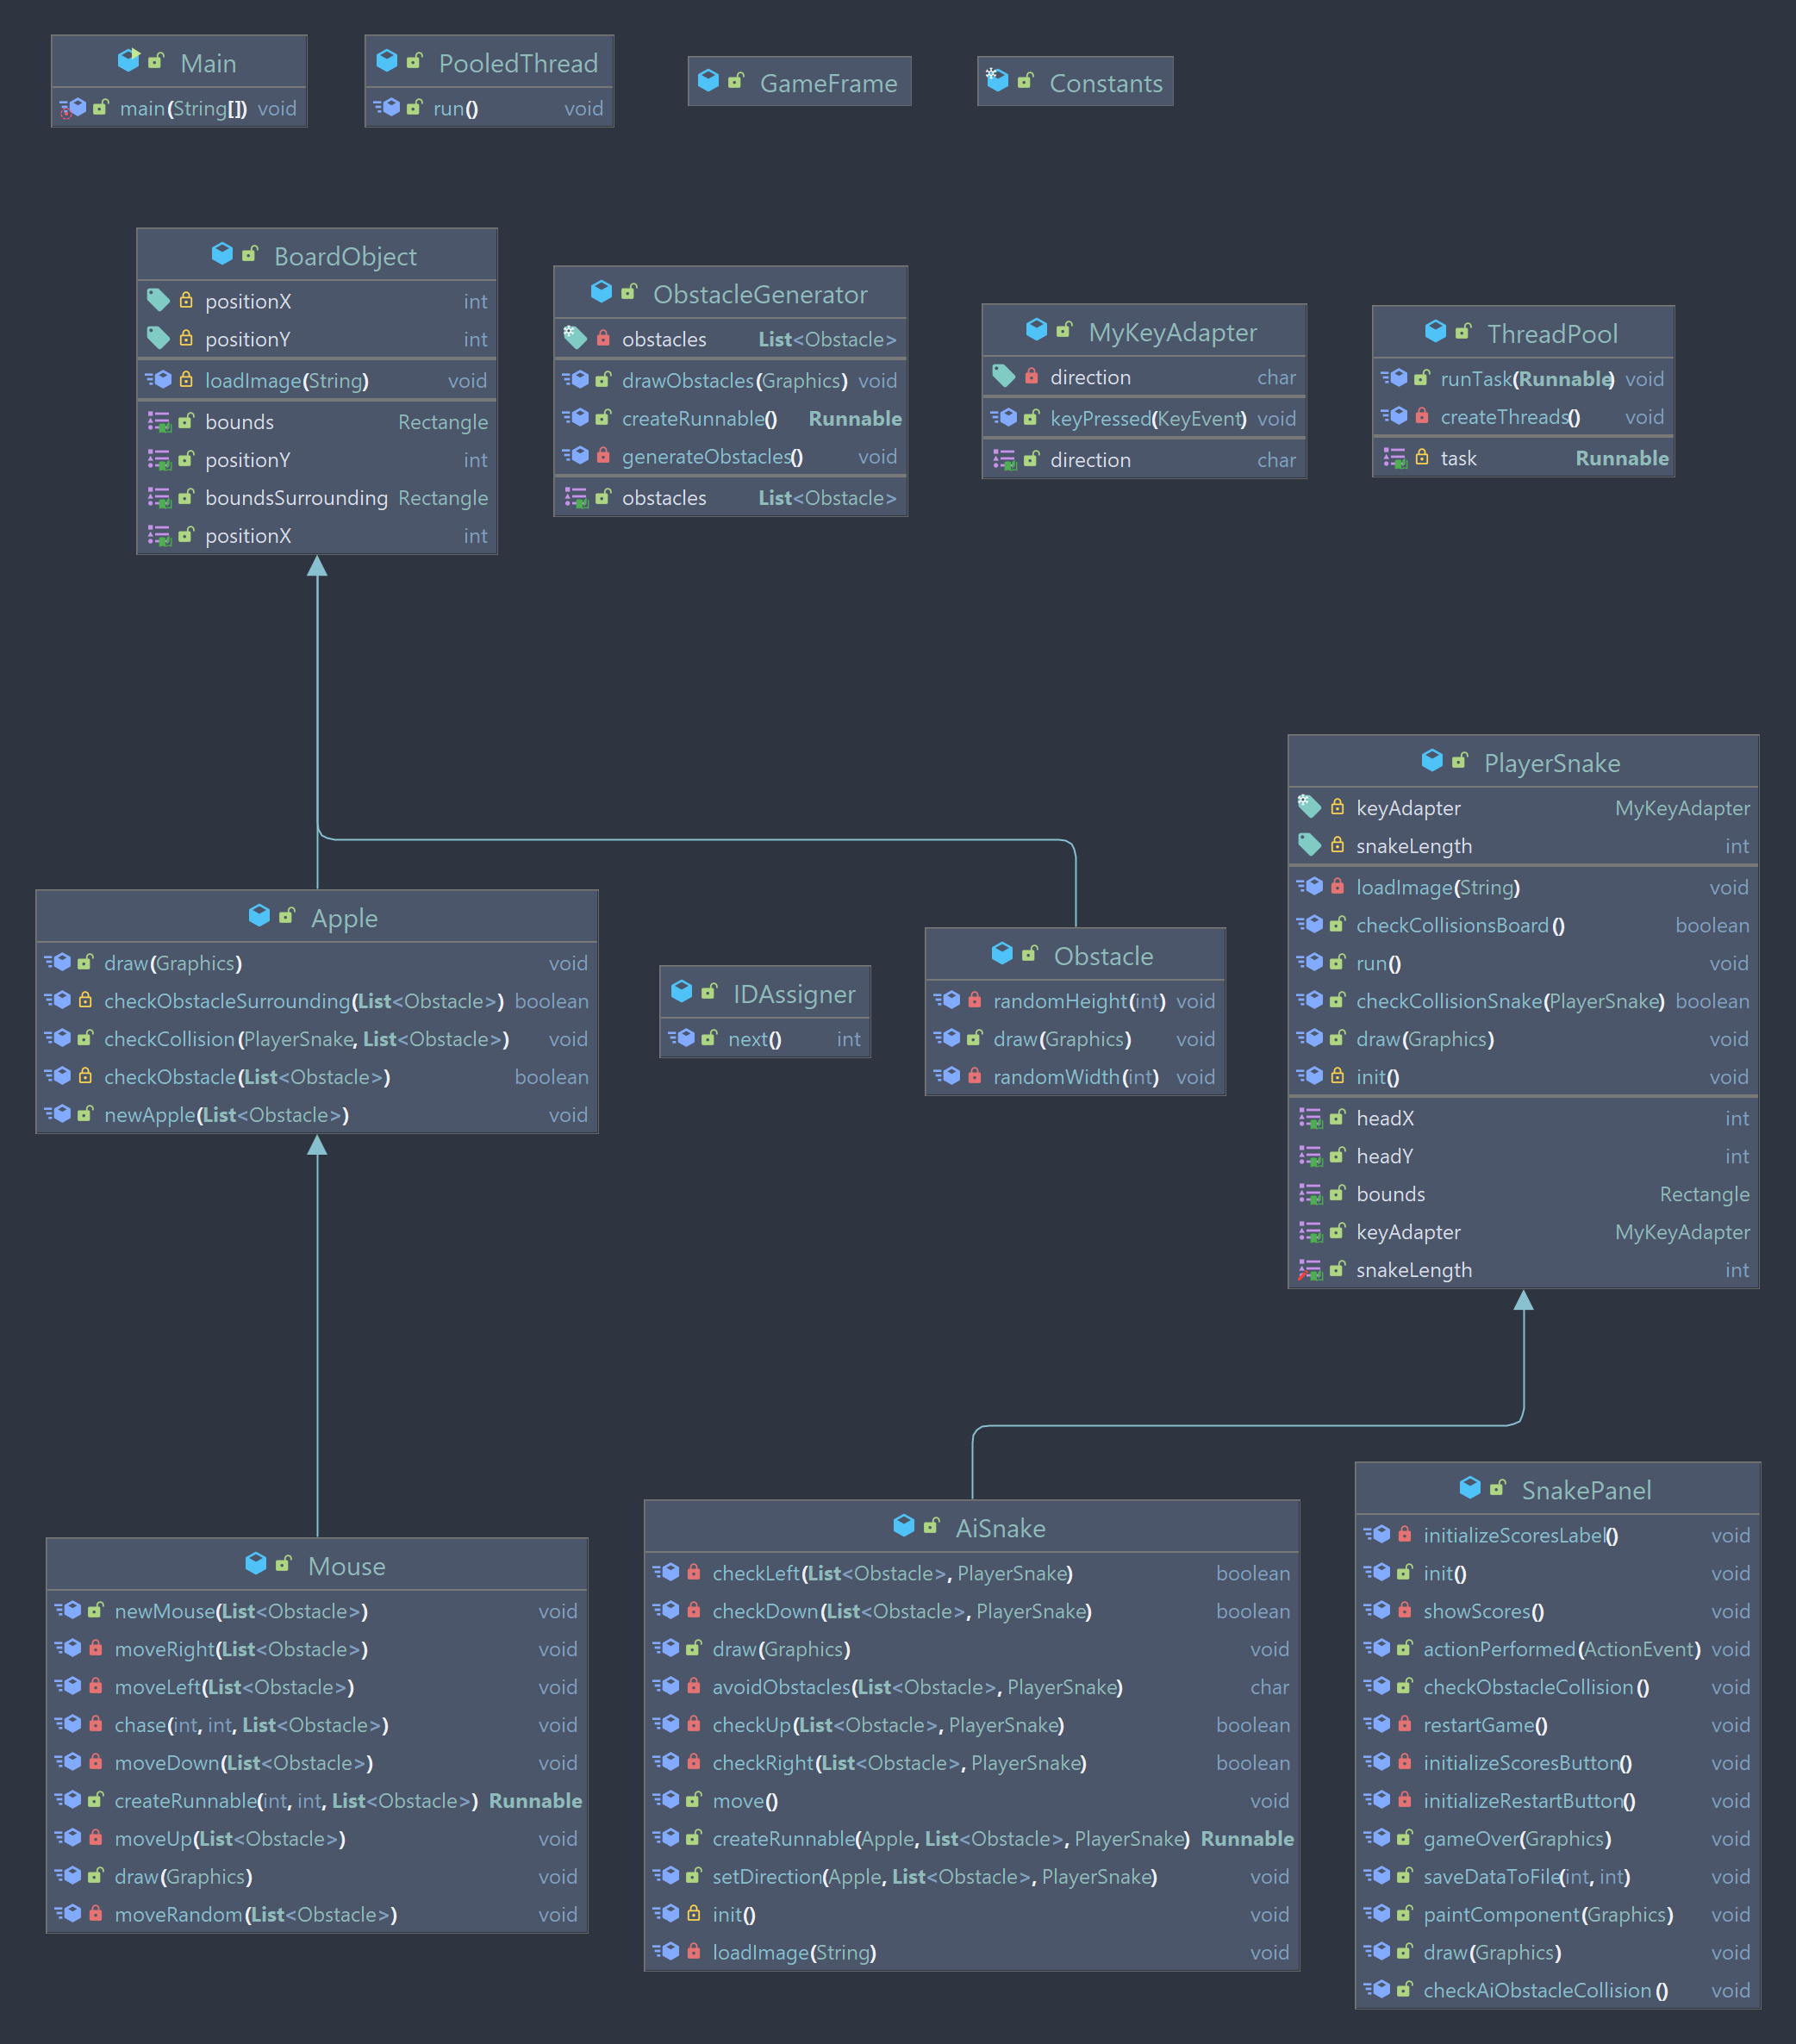 Main
main(String[]) void
PooledThread
run() void
GameFrame
Constants
BoardObject
positionX int
positionY int
loadImage(String) void
bounds Rectangle
positionY int
boundsSurrounding Rectangle
positionX int
ObstacleGenerator
obstacles List<Obstacle>
drawObstacles(Graphics) void
createRunnable() Runnable
generateObstacles() void
obstacles List<Obstacle>
MyKeyAdapter
direction char
keyPressed(KeyEvent) void
direction char
ThreadPool
runTask(Runnable) void
createThreads() void
task Runnable
PlayerSnake
keyAdapter MyKeyAdapter
snakeLength int
loadImage(String) void
checkCollisionsBoard() boolean
run() void
checkCollisionSnake(PlayerSnake) boolean
draw(Graphics) void
init() void
headX int
headY int
bounds Rectangle
keyAdapter MyKeyAdapter
snakeLength int
Apple
draw(Graphics) void
checkObstacleSurrounding(List<Obstacle>) boolean
checkCollision(PlayerSnake, List<Obstacle>) void
checkObstacle(List<Obstacle>) boolean
newApple(List<Obstacle>) void
IDAssigner
next() int
Obstacle
randomHeight(int) void
draw(Graphics) void
randomWidth(int) void
Mouse
newMouse(List<Obstacle>) void
moveRight(List<Obstacle>) void
moveLeft(List<Obstacle>) void
chase(int, int, List<Obstacle>) void
moveDown(List<Obstacle>) void
createRunnable(int, int, List<Obstacle>) Runnable
moveUp(List<Obstacle>) void
draw(Graphics) void
moveRandom(List<Obstacle>) void
AiSnake
checkLeft(List<Obstacle>, PlayerSnake) boolean
checkDown(List<Obstacle>, PlayerSnake) boolean
draw(Graphics) void
avoidObstacles(List<Obstacle>, PlayerSnake) char
checkUp(List<Obstacle>, PlayerSnake) boolean
checkRight(List<Obstacle>, PlayerSnake) boolean
move() void
createRunnable(Apple, List<Obstacle>, PlayerSnake) Runnable
setDirection(Apple, List<Obstacle>, PlayerSnake) void
init() void
loadImage(String) void
SnakePanel
initializeScoresLabel() void
init() void
showScores() void
actionPerformed(ActionEvent) void
checkObstacleCollision() void
restartGame() void
initializeScoresButton() void
initializeRestartButton() void
gameOver(Graphics) void
saveDataToFile(int, int) void
paintComponent(Graphics) void
draw(Graphics) void
checkAiObstacleCollision() void